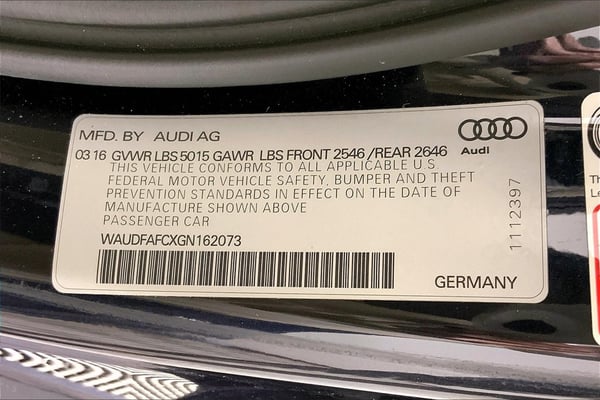 MFD. BY AUDI AG
03 16 GVWR LBS 5015 GAWR LBS FRONT 2546 /REAR 2646
Audi
THIS VEHICLE CONFORMS TO ALL APPLICABLE U.S.
FEDERAL MOTOR VEHICLE SAFETY, BUMPER AND THEFT
PREVENTION STANDARDS IN EFFECT ON THE DATE OF
MANUFACTURE SHOWN ABOVE
PASSENGER CAR
WAUDFAFCXGN162073
GERMANY
1112397